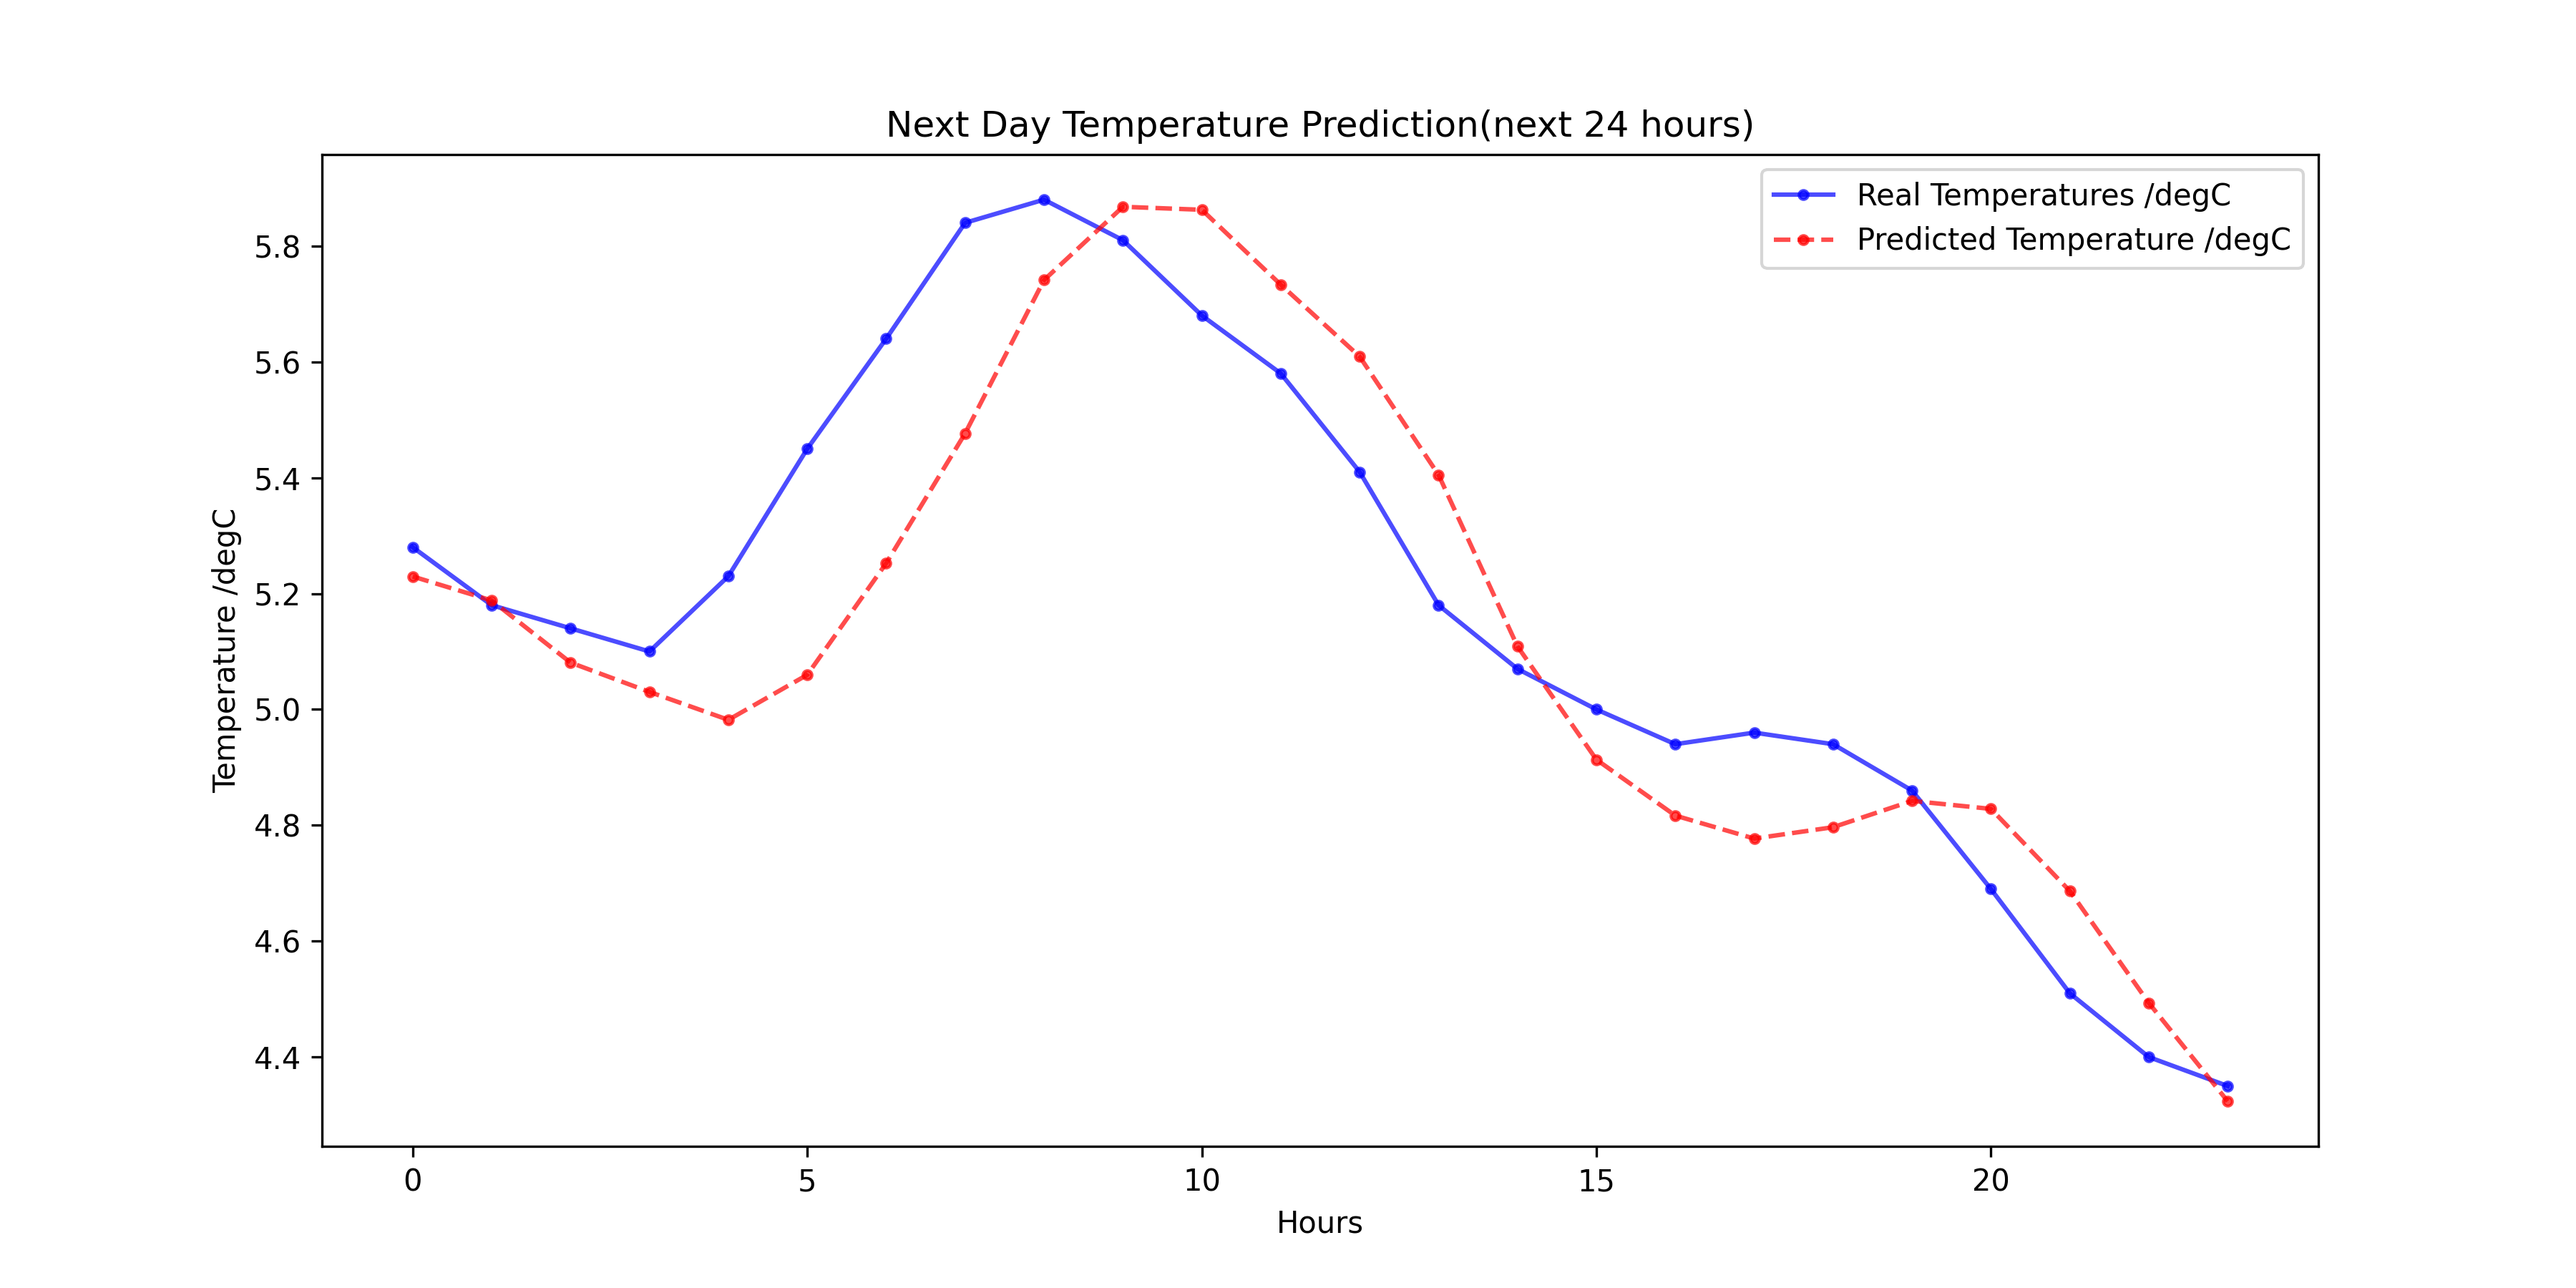 Next Day Temperature Prediction(next 24 hours)
Real Temperatures /degC
Predicted Temperature /degC
Temperature /degC
5.8
5.6
5.4
5.2
5.0
4.8
4.6
4.4
0 5 10 15 20
Hours